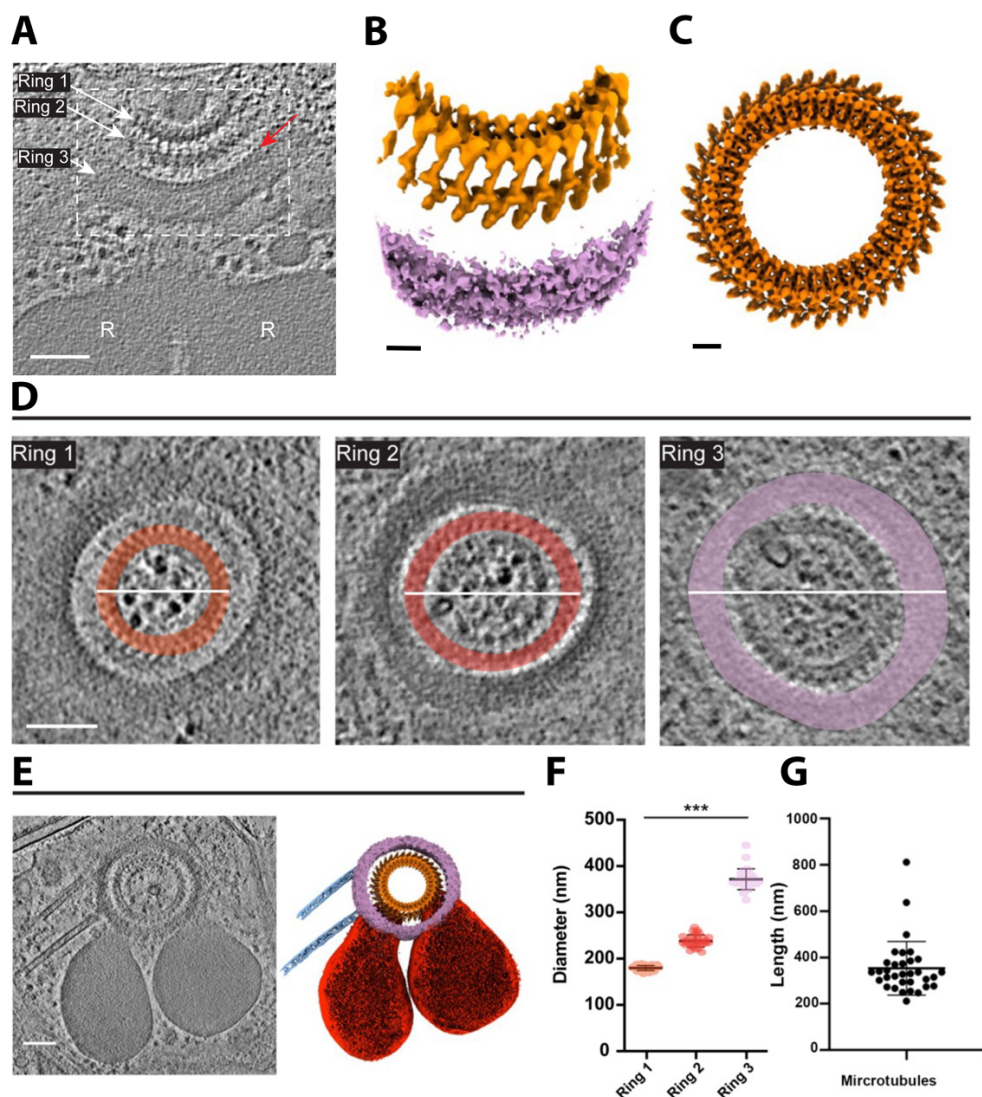 A
B
C
Ring 1
Ring 2
Ring 3
R
R
D
Ring 1
Ring 2
Ring 3
E
F
G
***
500
400
300
200
100
0
Diameter (nm)
Ring 1
Ring 2
Ring 3
1000
800
600
400
200
0
Length (nm)
Mircrotubules